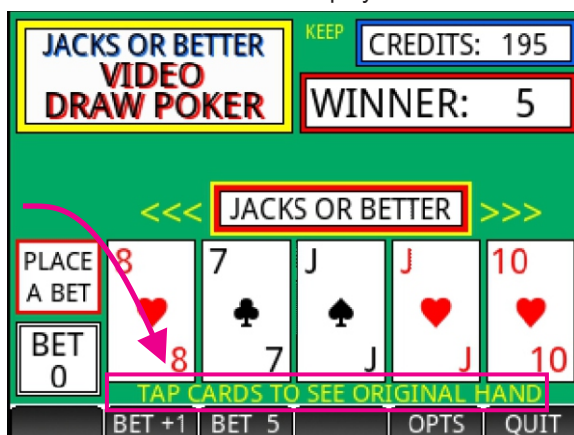 JACKS OR BETTER
VIDEO
DRAW POKER
KEEP
CREDITS: 195
WINNER: 5
<<< JACKS OR BETTER >>>
PLACE
A BET
BET
0
8 7 J J 10
8 7 J J 10
TAP CARDS TO SEE ORIGINAL HAND
BET +1 BET 5 OPTS QUIT